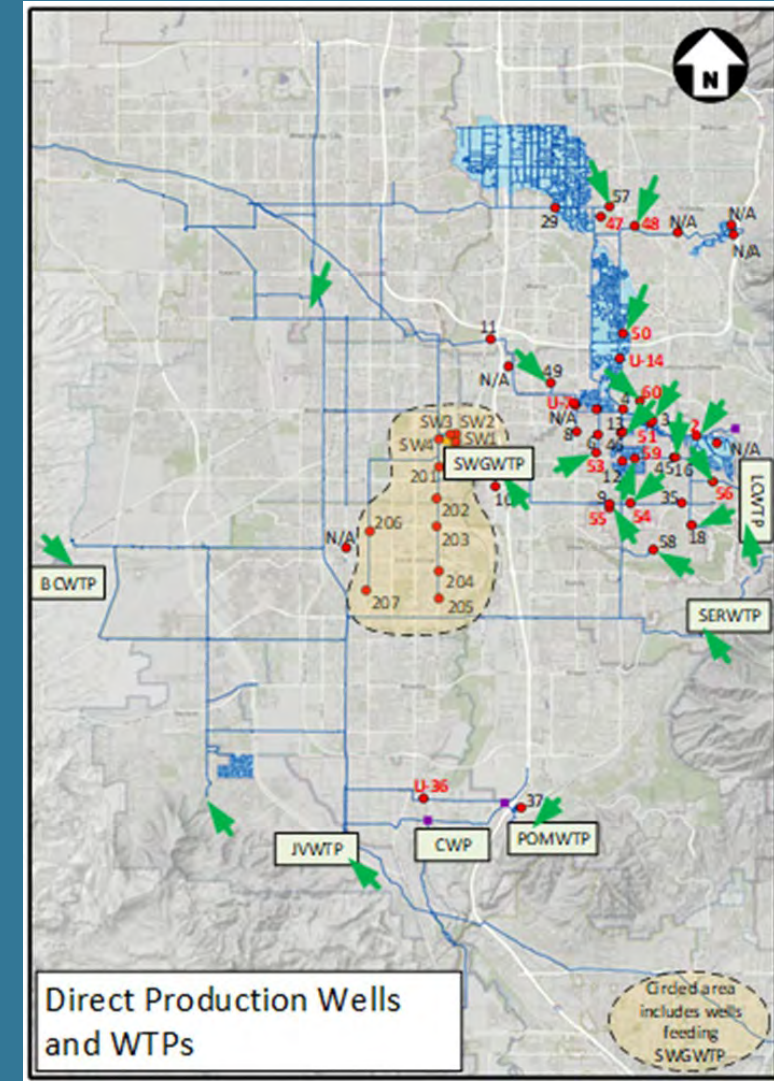 N
57
29
47
48
N/A
N/A
N/A
50
11
U-14
49
N/A
60
4
3
SW3
SW2
N/A
13
2
SW4
SW1
8
51
N/A
59
SWGWTP
53
45
16
201
12
56
LCWTP
202
9
35
206
N/A
203
55
54
18
58
204
BCWTP
207
205
SERWTP
U-36
37
JVWTP
CWP
POMWTP
Direct Production Wells
and WTPs
Circled area
includes wells
feeding
SWGWTP